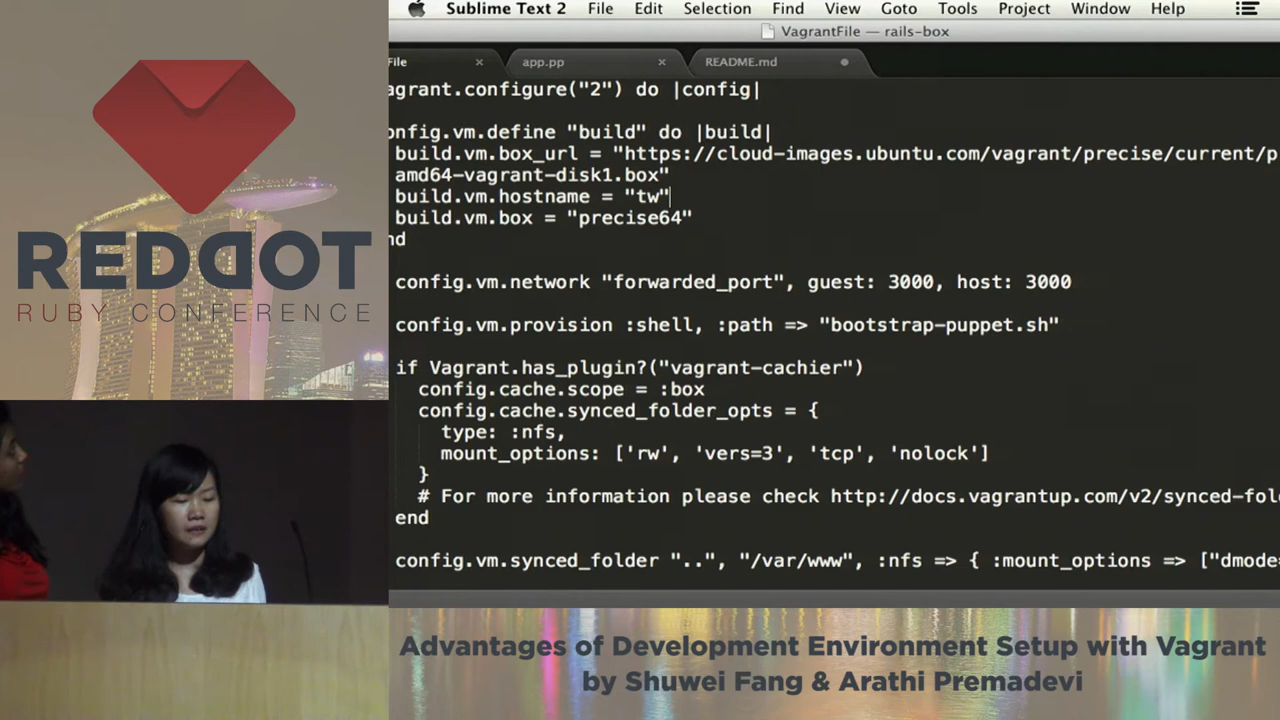 REDDOT
RUBY CONFERENCE
Sublime Text 2 File Edit Selection Find View Goto Tools Project Window Help
VagrantFile — rails-box
File × app.pp × README.md
agrant.configure("2") do |config|
onfig.vm.define "build" do |build|
build.vm.box_url = "https://cloud-images.ubuntu.com/vagrant/precise/current/p
amd64-vagrant-disk1.box"
build.vm.hostname = "tw"
build.vm.box = "precise64"
nd
config.vm.network "forwarded_port", guest: 3000, host: 3000
config.vm.provision :shell, :path => "bootstrap-puppet.sh"
if Vagrant.has_plugin?("vagrant-cachier")
config.cache.scope = :box
config.cache.synced_folder_opts = {
type: :nfs,
mount_options: ['rw', 'vers=3', 'tcp', 'nolock']
}
# For more information please check http://docs.vagrantup.com/v2/synced-fol
end
config.vm.synced_folder "..", "/var/www", :nfs => { :mount_options => ["dmode=
Advantages of Development Environment Setup with Vagrant
by Shuwei Fang & Arathi Premadevi